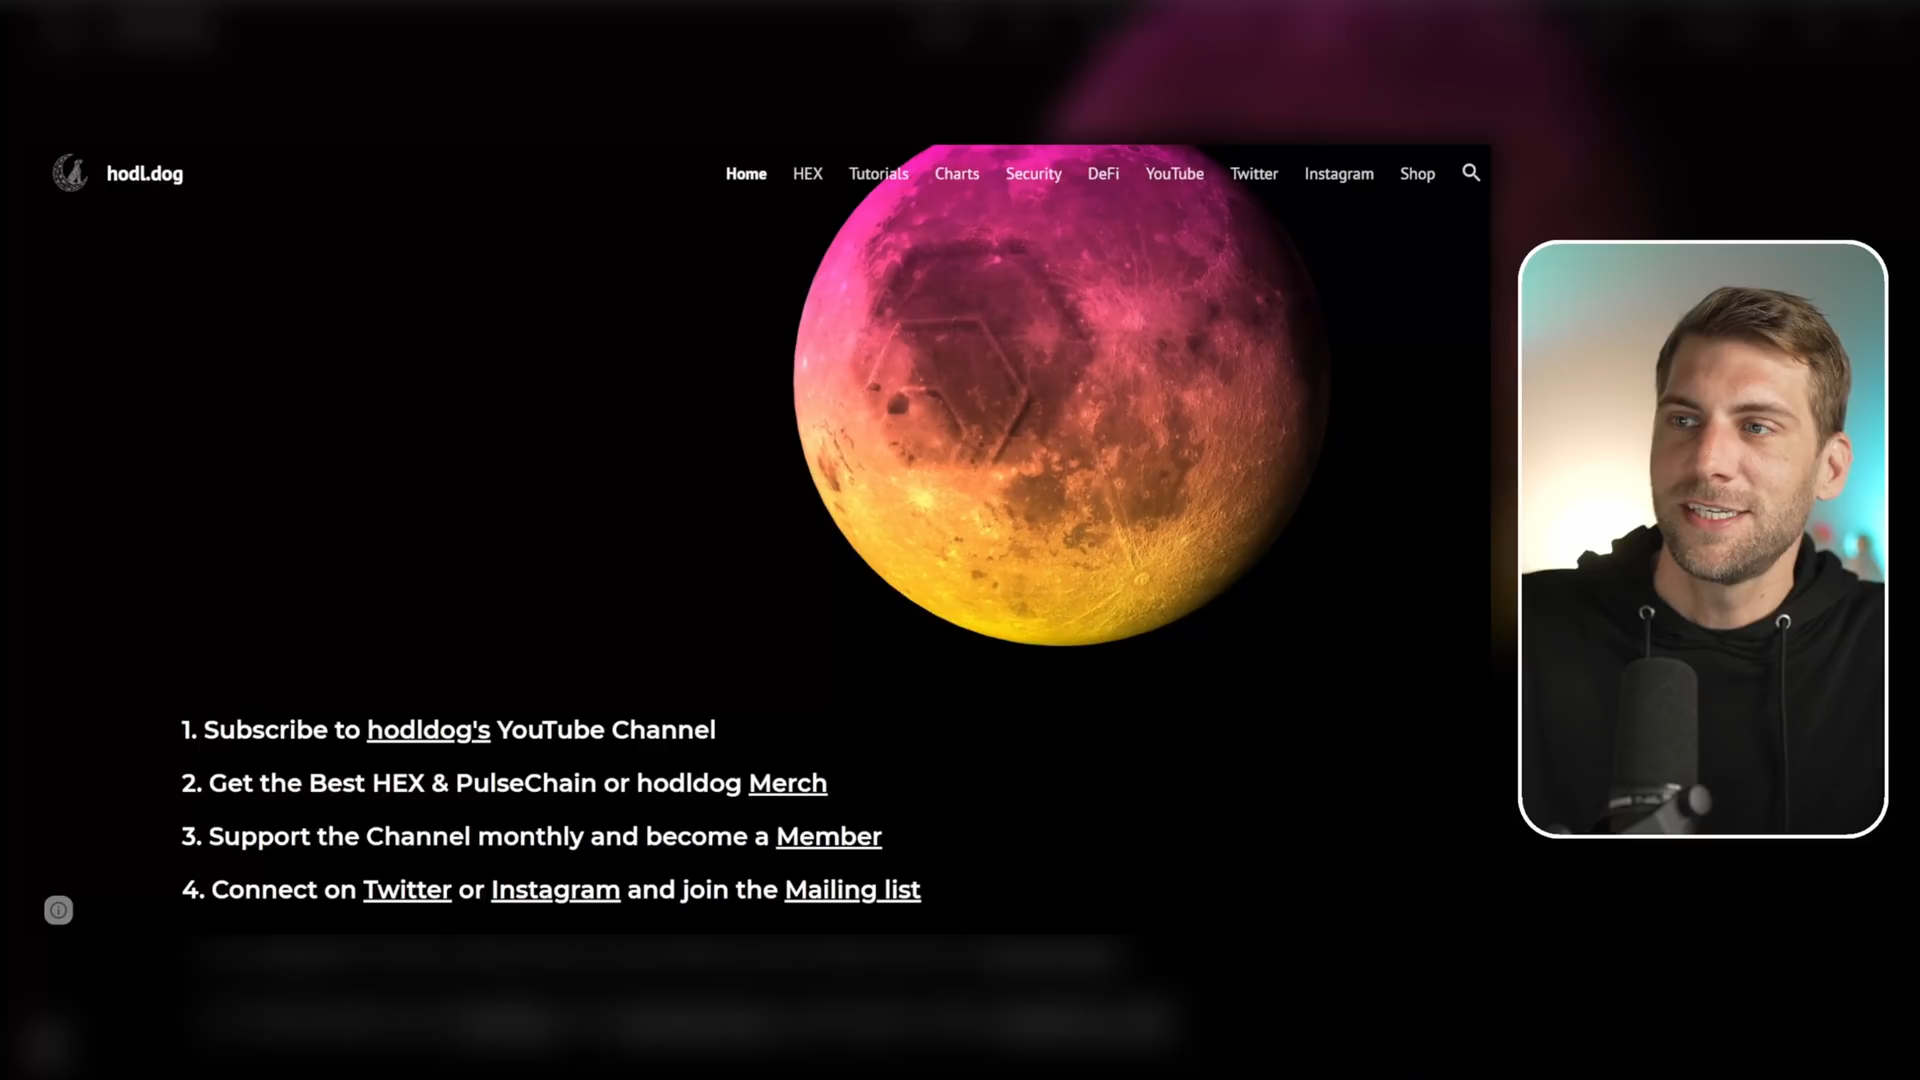 hodl.dog
Home HEX Tutorials Charts Security DeFi YouTube Twitter Instagram Shop
1. Subscribe to hodldog's YouTube Channel
2. Get the Best HEX & PulseChain or hodldog Merch
3. Support the Channel monthly and become a Member
4. Connect on Twitter or Instagram and join the Mailing list